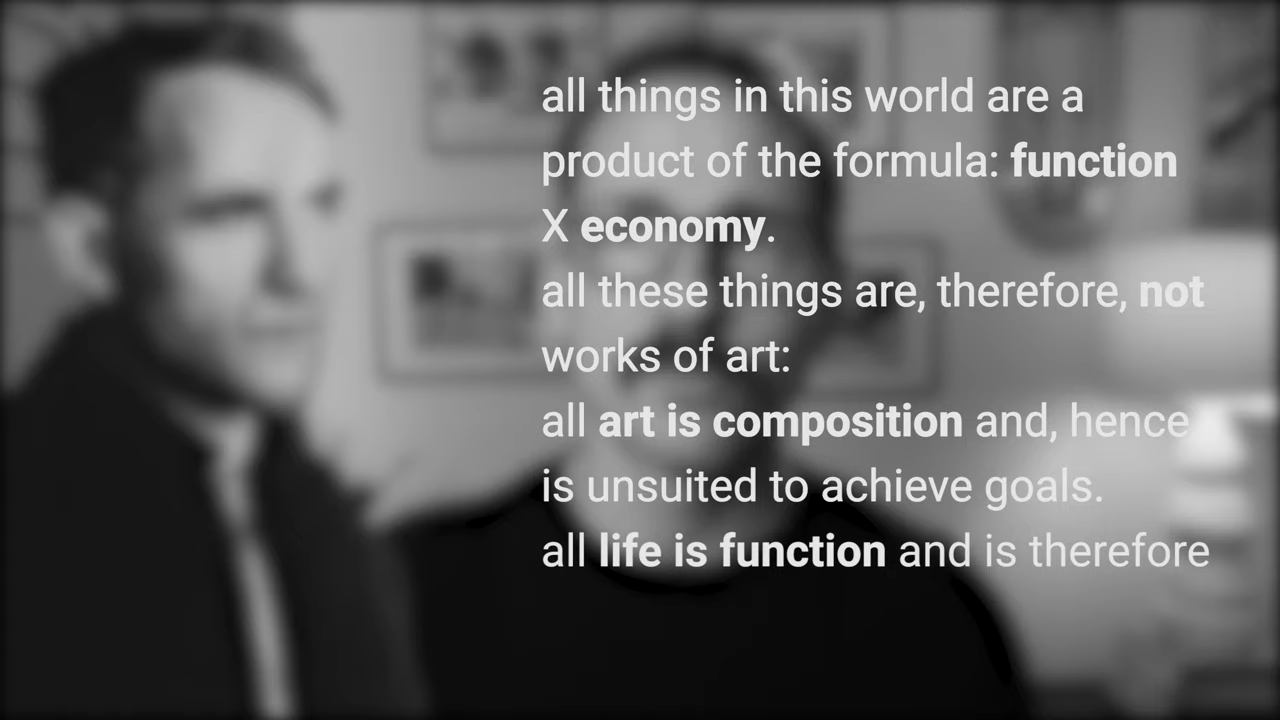 all things in this world are a
product of the formula: function
X economy.
all these things are, therefore, not
works of art:
all art is composition and, hence
is unsuited to achieve goals.
all life is function and is therefore